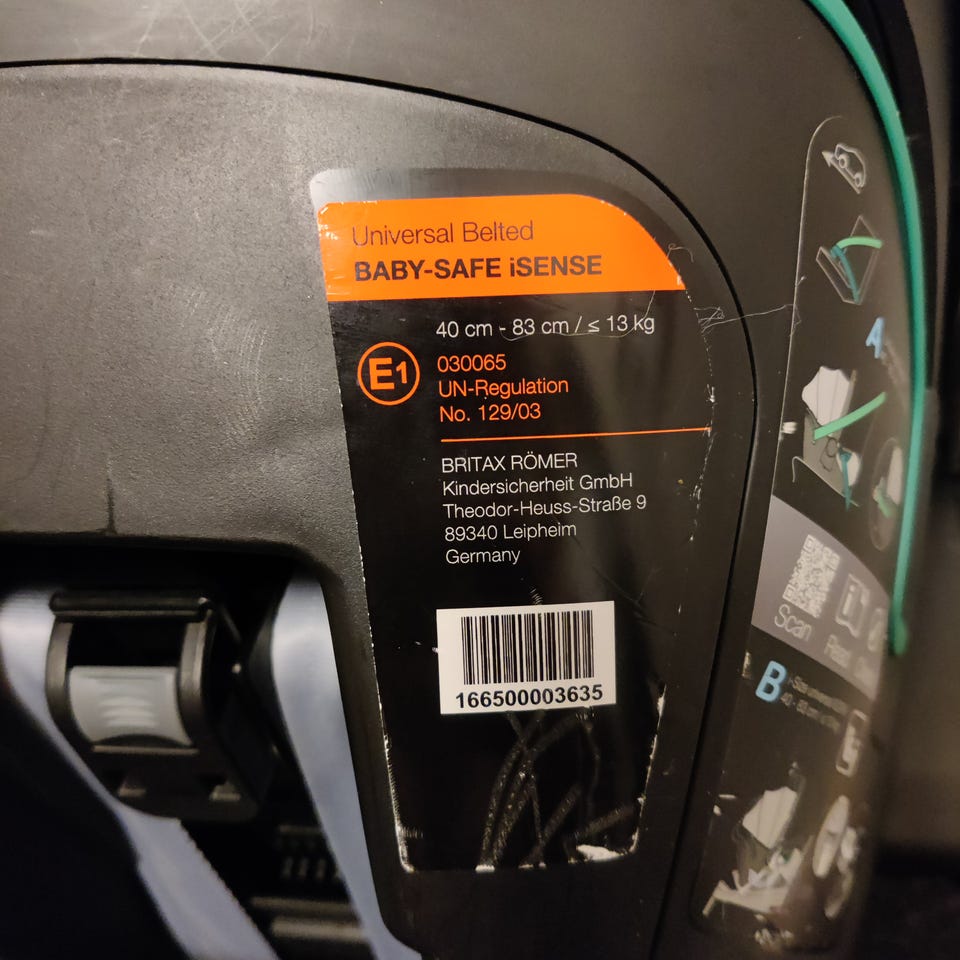 Universal Belted
BABY-SAFE iSENSE
40 cm - 83 cm / ≤ 13 kg
E1
030065
UN-Regulation
No. 129/03
BRITAX RÖMER
Kindersicherheit GmbH
Theodor-Heuss-Straße 9
89340 Leipheim
Germany
166500003635
A
Scan
Read
B